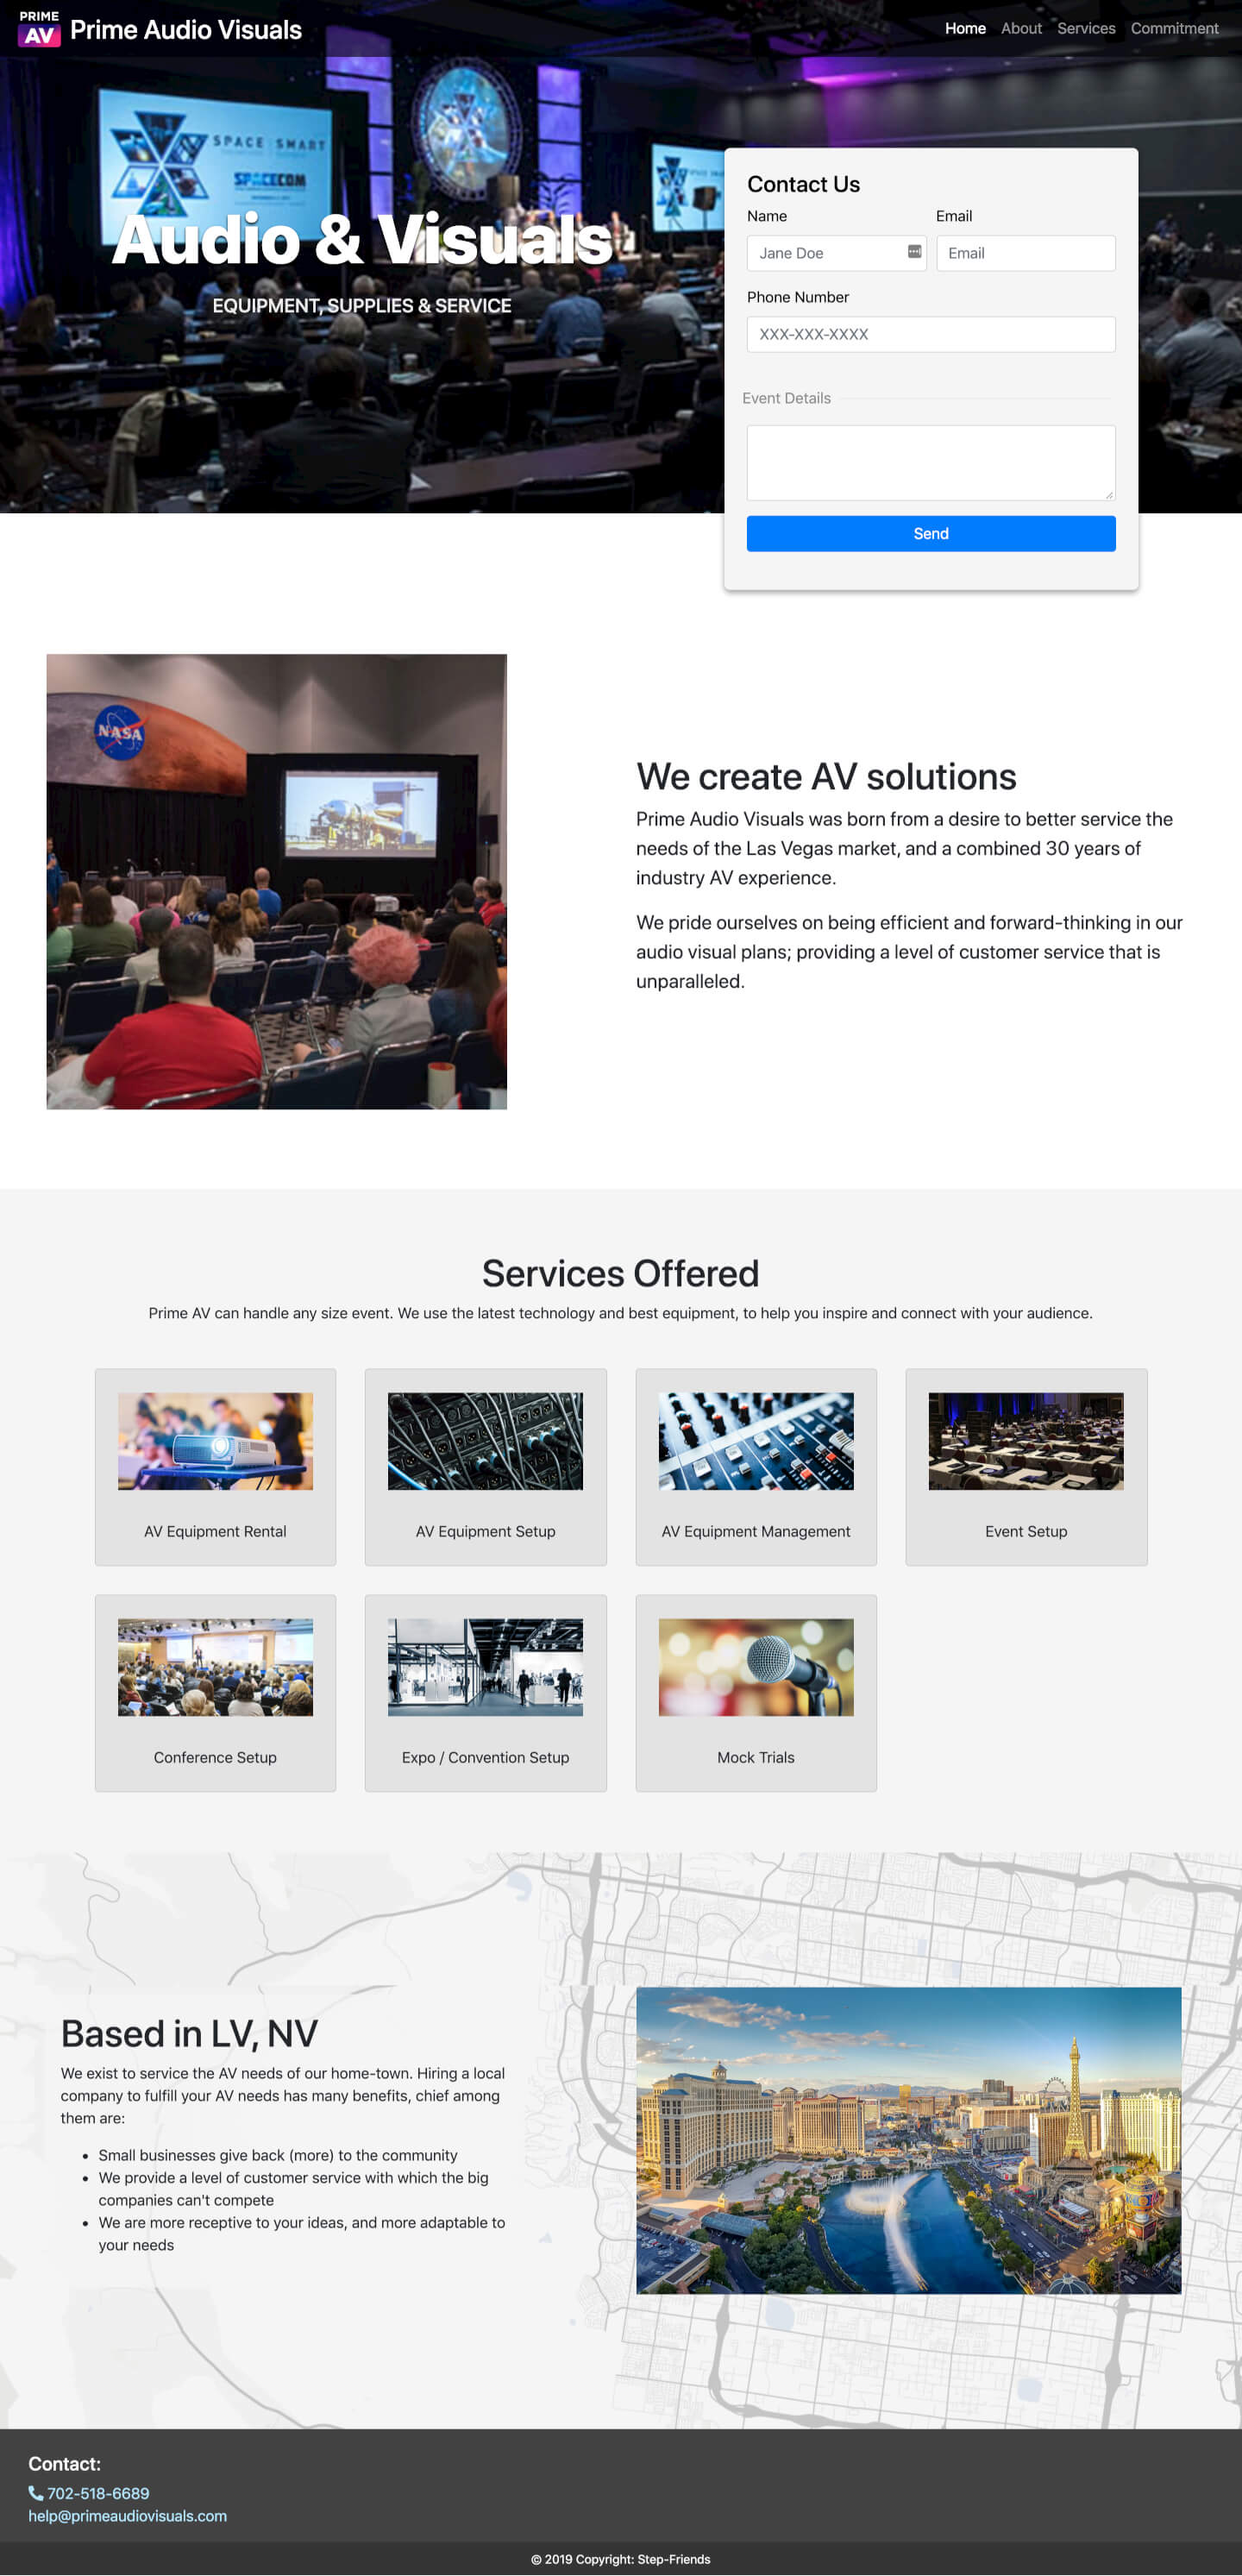 PRIME
AV
Prime Audio Visuals
Home
About
Services
Commitment
SPACE SMART
SPACECOM
Audio & Visuals
EQUIPMENT, SUPPLIES & SERVICE
Contact Us
Name
Email
Jane Doe
Email
Phone Number
XXX-XXX-XXXX
Event Details
Send
NASA
We create AV solutions
Prime Audio Visuals was born from a desire to better service the
needs of the Las Vegas market, and a combined 30 years of
industry AV experience.
We pride ourselves on being efficient and forward-thinking in our
audio visual plans; providing a level of customer service that is
unparalleled.
Services Offered
Prime AV can handle any size event. We use the latest technology and best equipment, to help you inspire and connect with your audience.
AV Equipment Rental
AV Equipment Setup
AV Equipment Management
Event Setup
Conference Setup
Expo / Convention Setup
Mock Trials
Based in LV, NV
We exist to service the AV needs of our home-town. Hiring a local
company to fulfill your AV needs has many benefits, chief among
them are:
• Small businesses give back (more) to the community
• We provide a level of customer service with which the big
companies can't compete
• We are more receptive to your ideas, and more adaptable to
your needs
Contact:
702-518-6689
help@primeaudiovisuals.com
© 2019 Copyright: Step-Friends